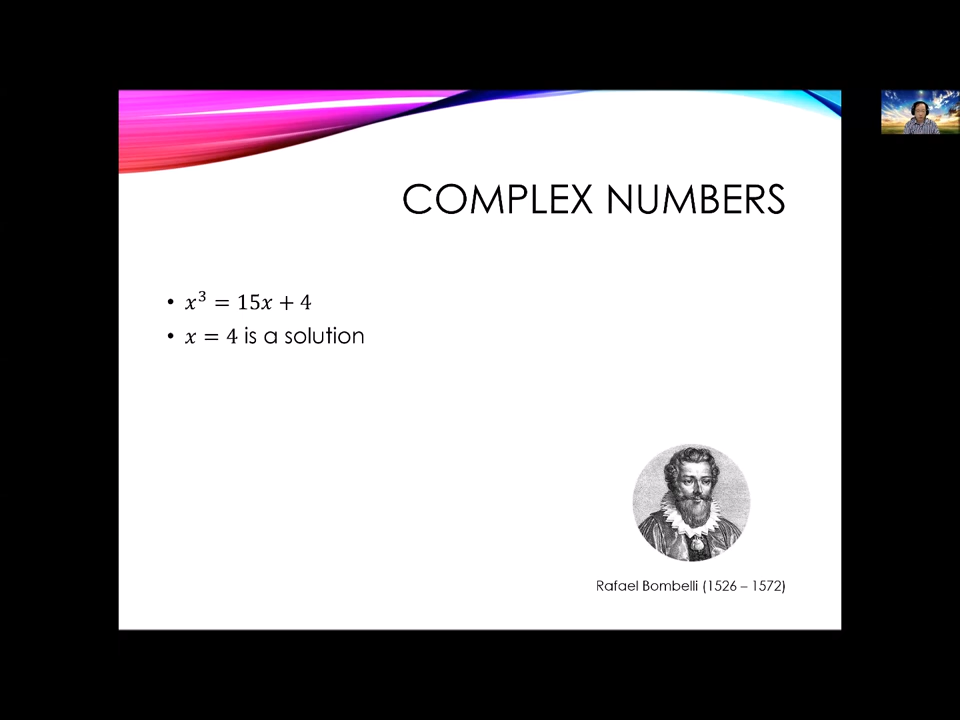 COMPLEX NUMBERS
• x³ = 15x + 4
• x = 4 is a solution
Rafael Bombelli (1526 – 1572)